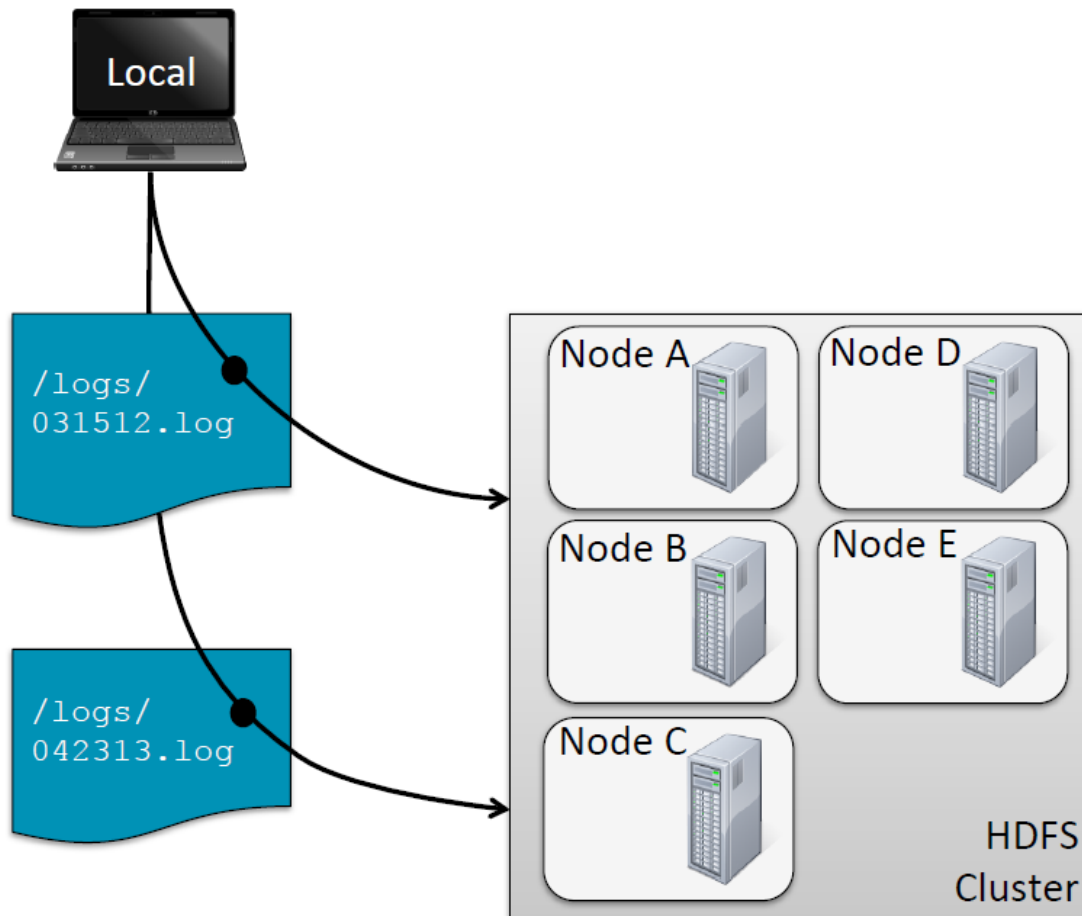 Local
/logs/
031512.log
/logs/
042313.log
Node A
Node D
Node B
Node E
Node C
HDFS
Cluster